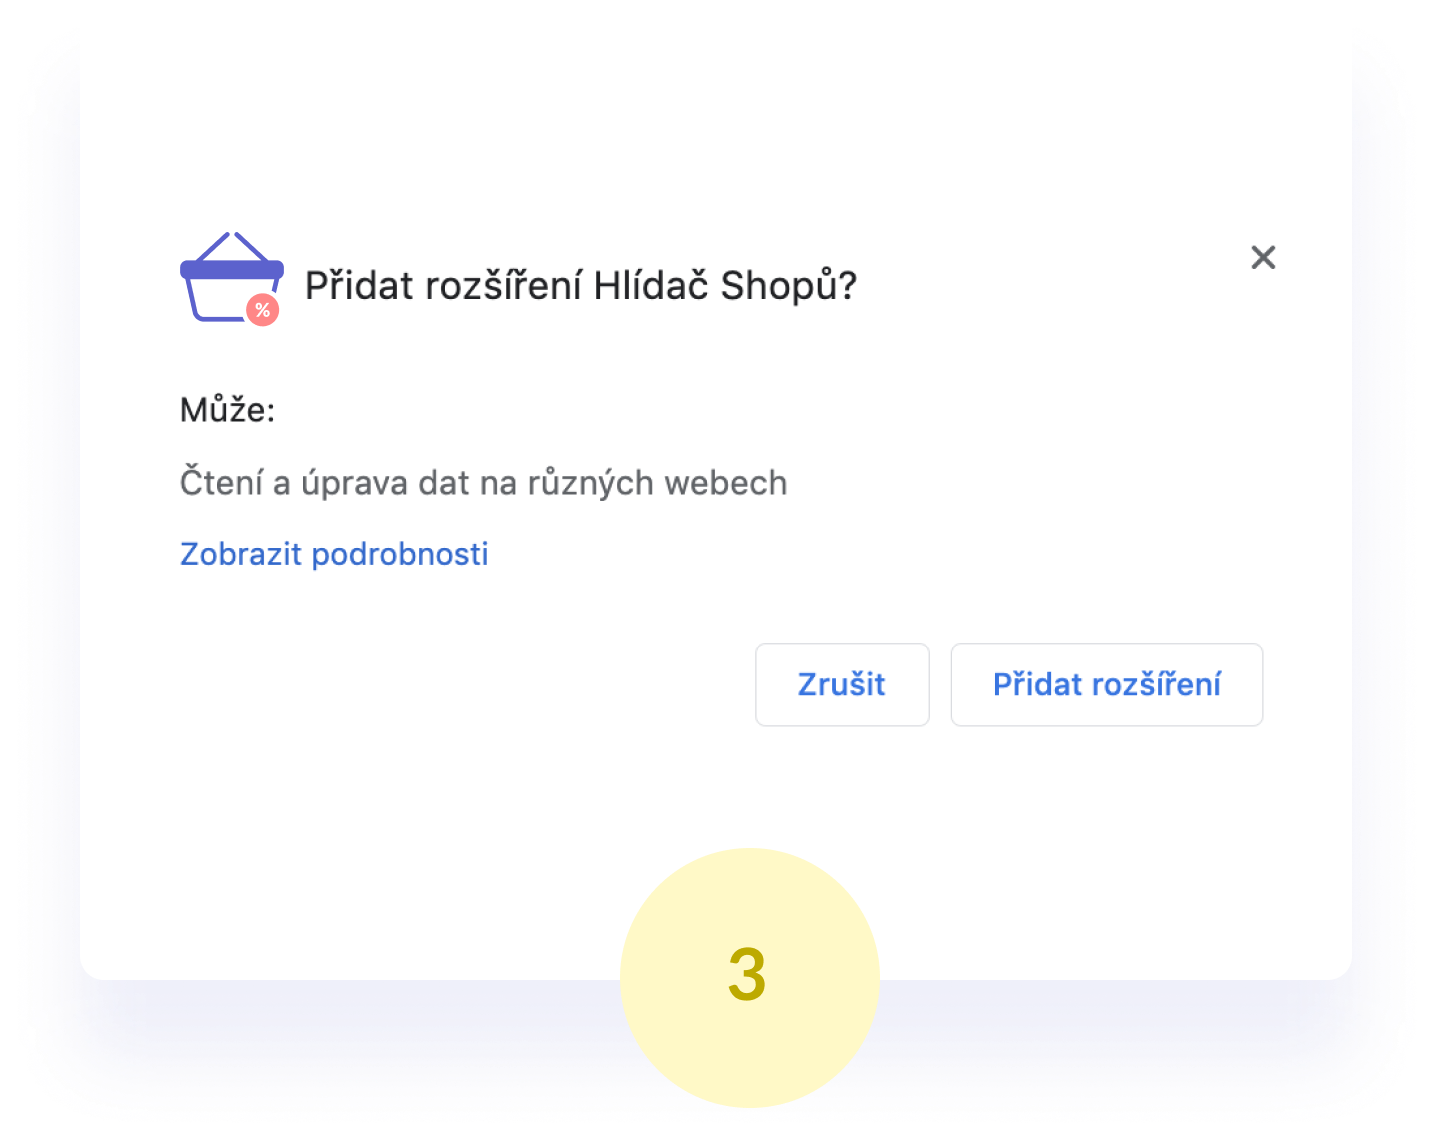 Přidat rozšíření Hlídač Shopů?
%
Může:
Čtení a úprava dat na různých webech
Zobrazit podrobnosti
Zrušit
Přidat rozšíření
3